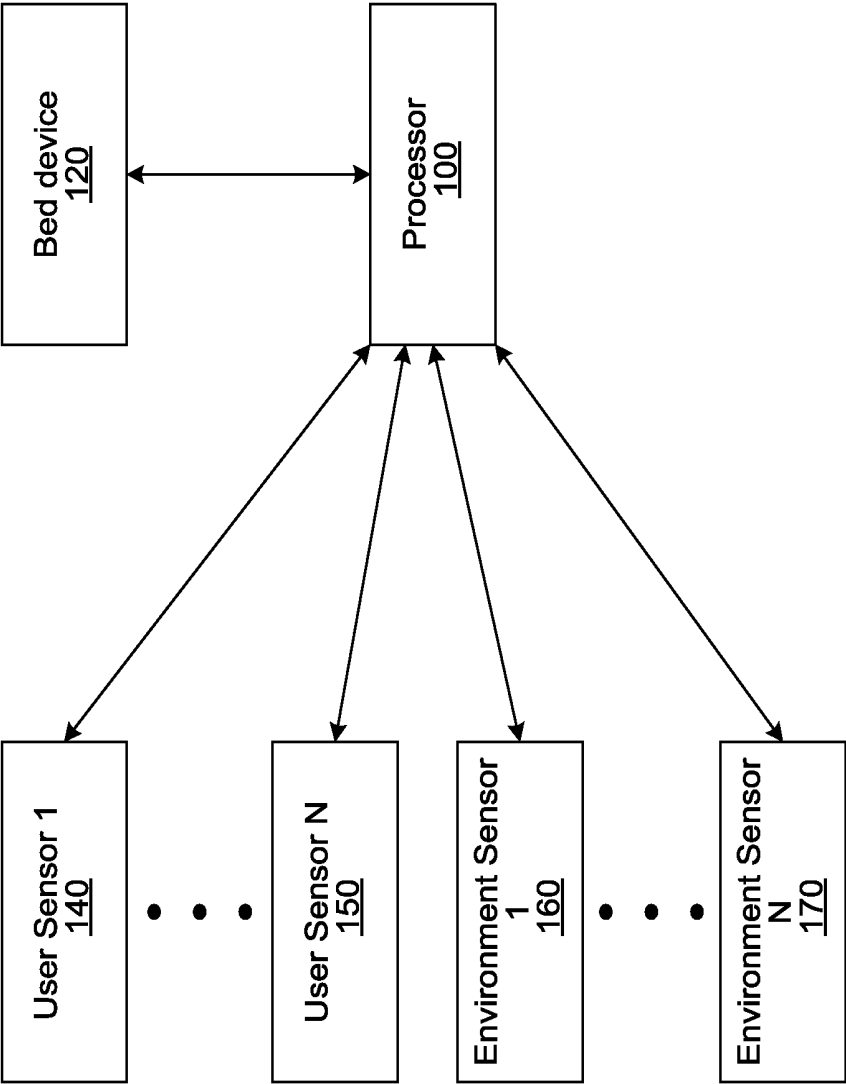 User Sensor 1
140
User Sensor N
150
Environment Sensor
1
160
Environment Sensor
N
170
Bed device
120
Processor
100